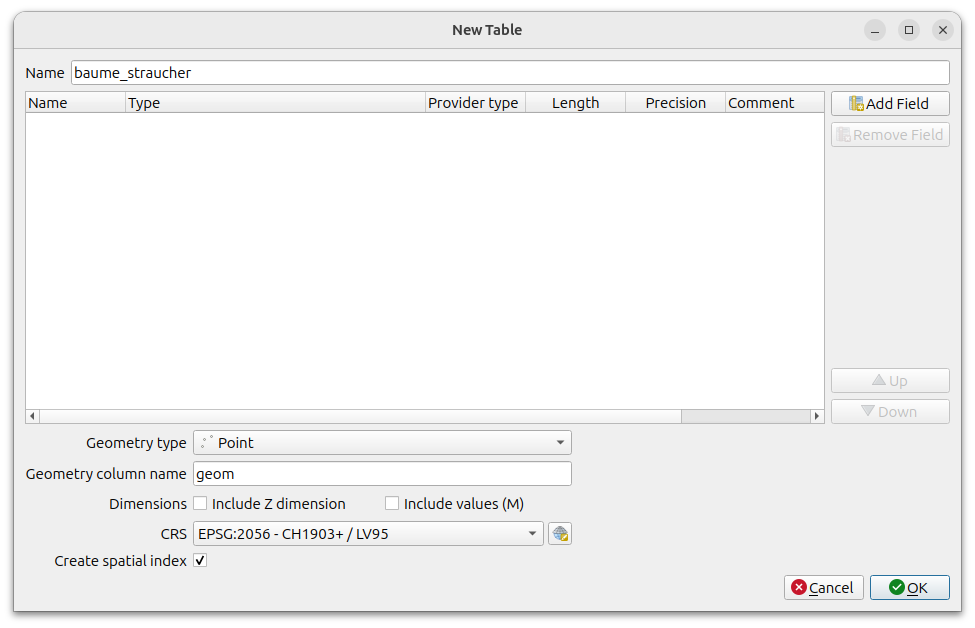 New Table
Name baume_straucher
Name Type Provider type Length Precision Comment
Add Field
Remove Field
Up
Down
Geometry type Point
Geometry column name geom
Dimensions Include Z dimension Include values (M)
CRS EPSG:2056 - CH1903+ / LV95
Create spatial index
Cancel OK